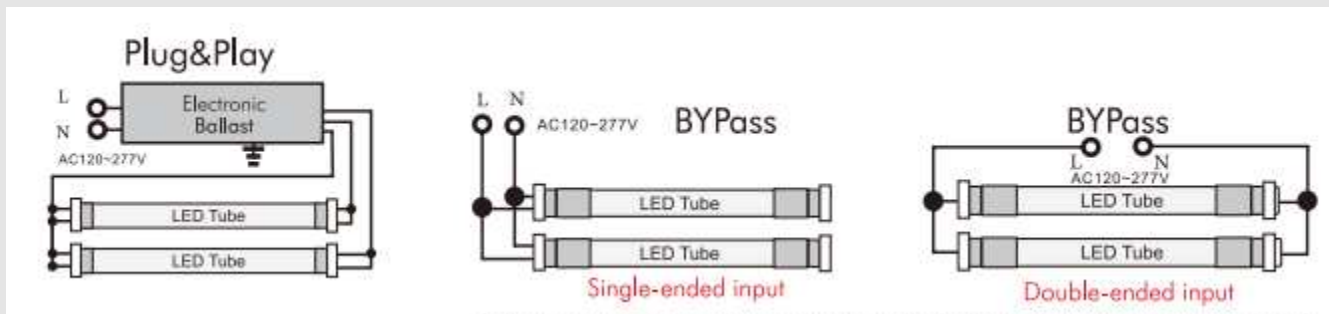 Plug&Play
L
Electronic
Ballast
N
AC120~277V
LED Tube
LED Tube
L N
AC120~277V
BYPass
LED Tube
LED Tube
Single-ended input
BYPass
L N
AC120~277V
LED Tube
LED Tube
Double-ended input